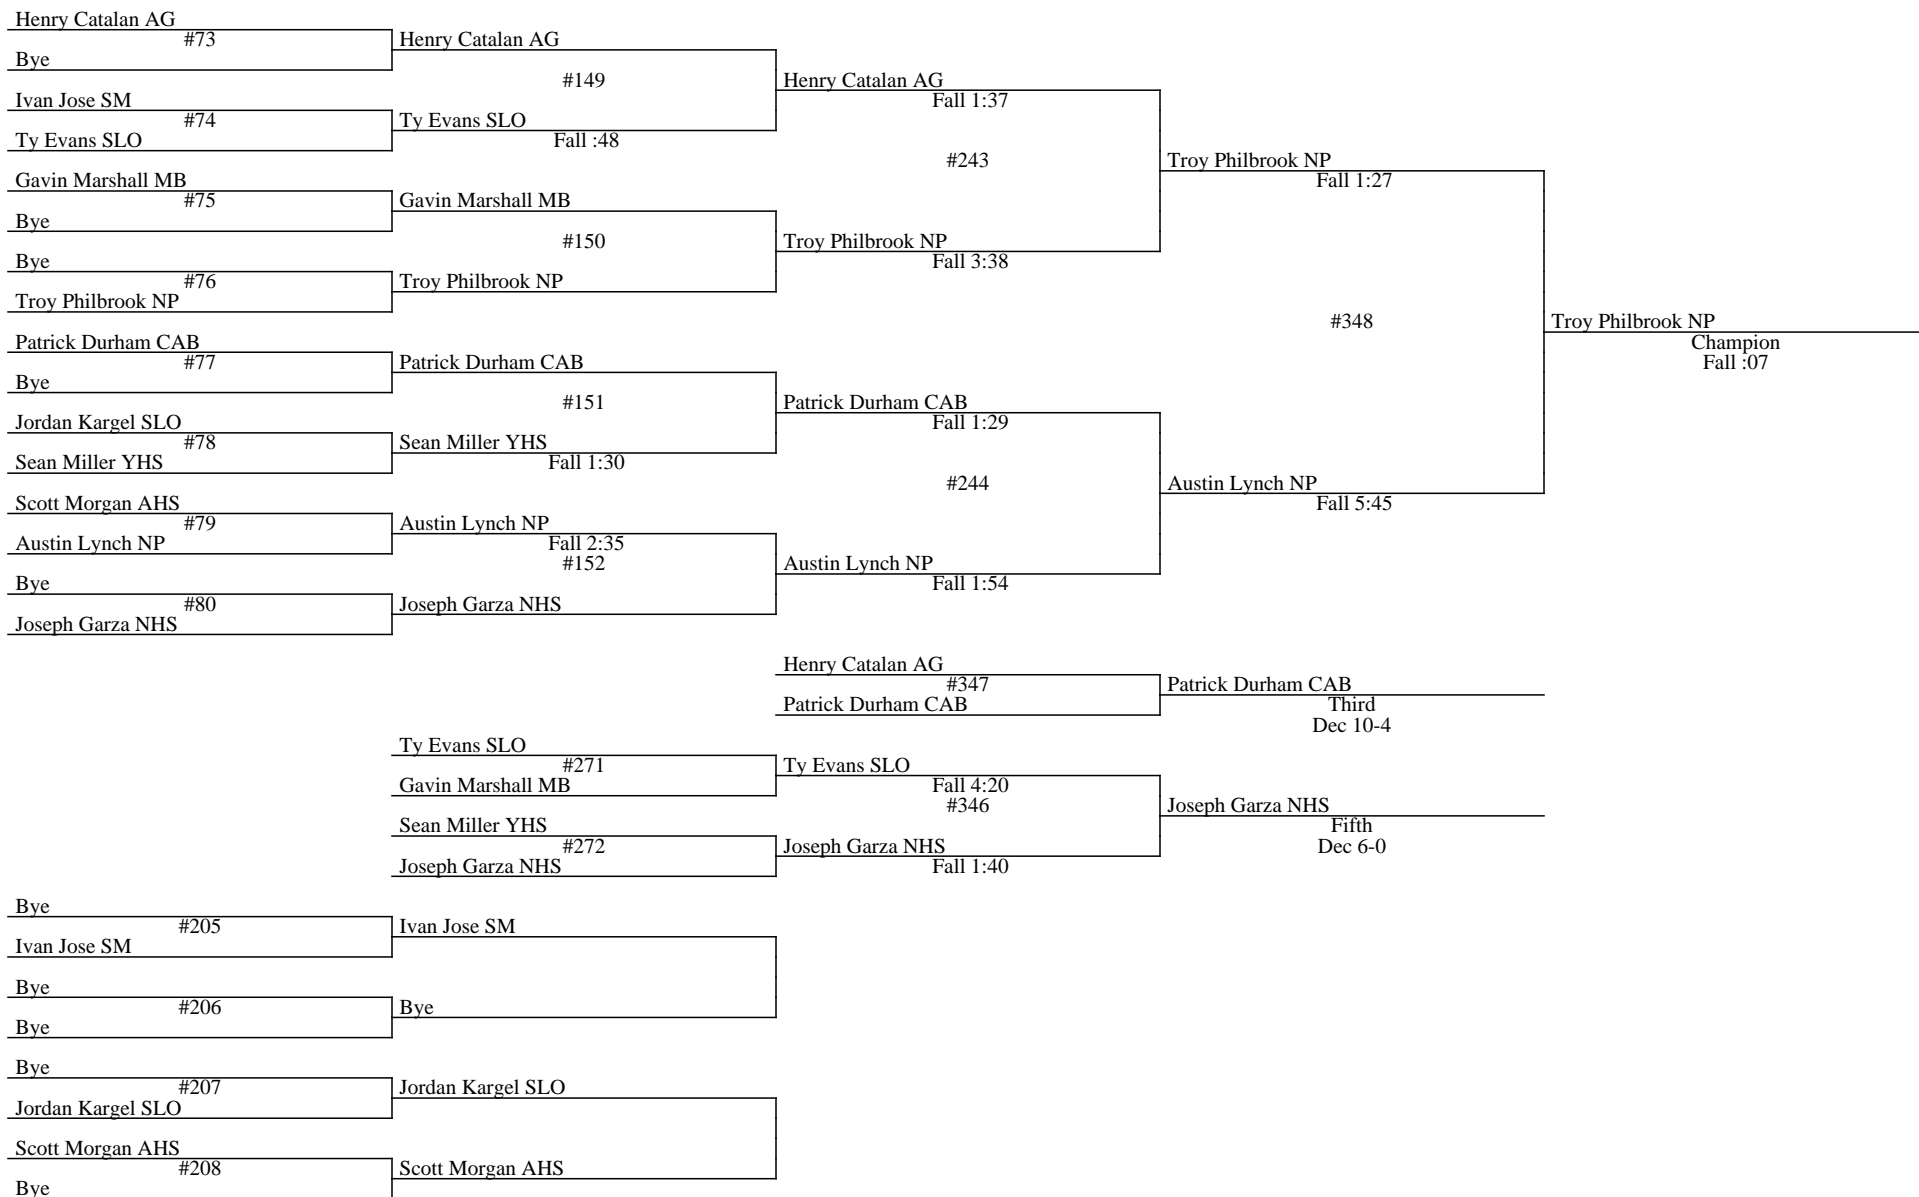 Henry Catalan AG
#73
Bye
Henry Catalan AG
#149
Ivan Jose SM
#74
Ty Evans SLO
Ty Evans SLO
Fall :48
Henry Catalan AG
Fall 1:37
#243
Gavin Marshall MB
#75
Bye
Gavin Marshall MB
#150
Bye
#76
Troy Philbrook NP
Troy Philbrook NP
Troy Philbrook NP
Fall 3:38
Troy Philbrook NP
Fall 1:27
#348
Patrick Durham CAB
#77
Bye
Patrick Durham CAB
#151
Jordan Kargel SLO
#78
Sean Miller YHS
Sean Miller YHS
Fall 1:30
Patrick Durham CAB
Fall 1:29
#244
Scott Morgan AHS
#79
Austin Lynch NP
Austin Lynch NP
Fall 2:35
#152
Bye
#80
Joseph Garza NHS
Joseph Garza NHS
Austin Lynch NP
Fall 1:54
Austin Lynch NP
Fall 5:45
Troy Philbrook NP
Champion
Fall :07
Henry Catalan AG
#347
Patrick Durham CAB
Patrick Durham CAB
Third
Dec 10-4
Ty Evans SLO
#271
Gavin Marshall MB
Ty Evans SLO
Fall 4:20
#346
Sean Miller YHS
#272
Joseph Garza NHS
Joseph Garza NHS
Fall 1:40
Joseph Garza NHS
Fifth
Dec 6-0
Bye
#205
Ivan Jose SM
Ivan Jose SM
Bye
#206
Bye
Bye
Bye
#207
Jordan Kargel SLO
Jordan Kargel SLO
Scott Morgan AHS
#208
Bye
Scott Morgan AHS